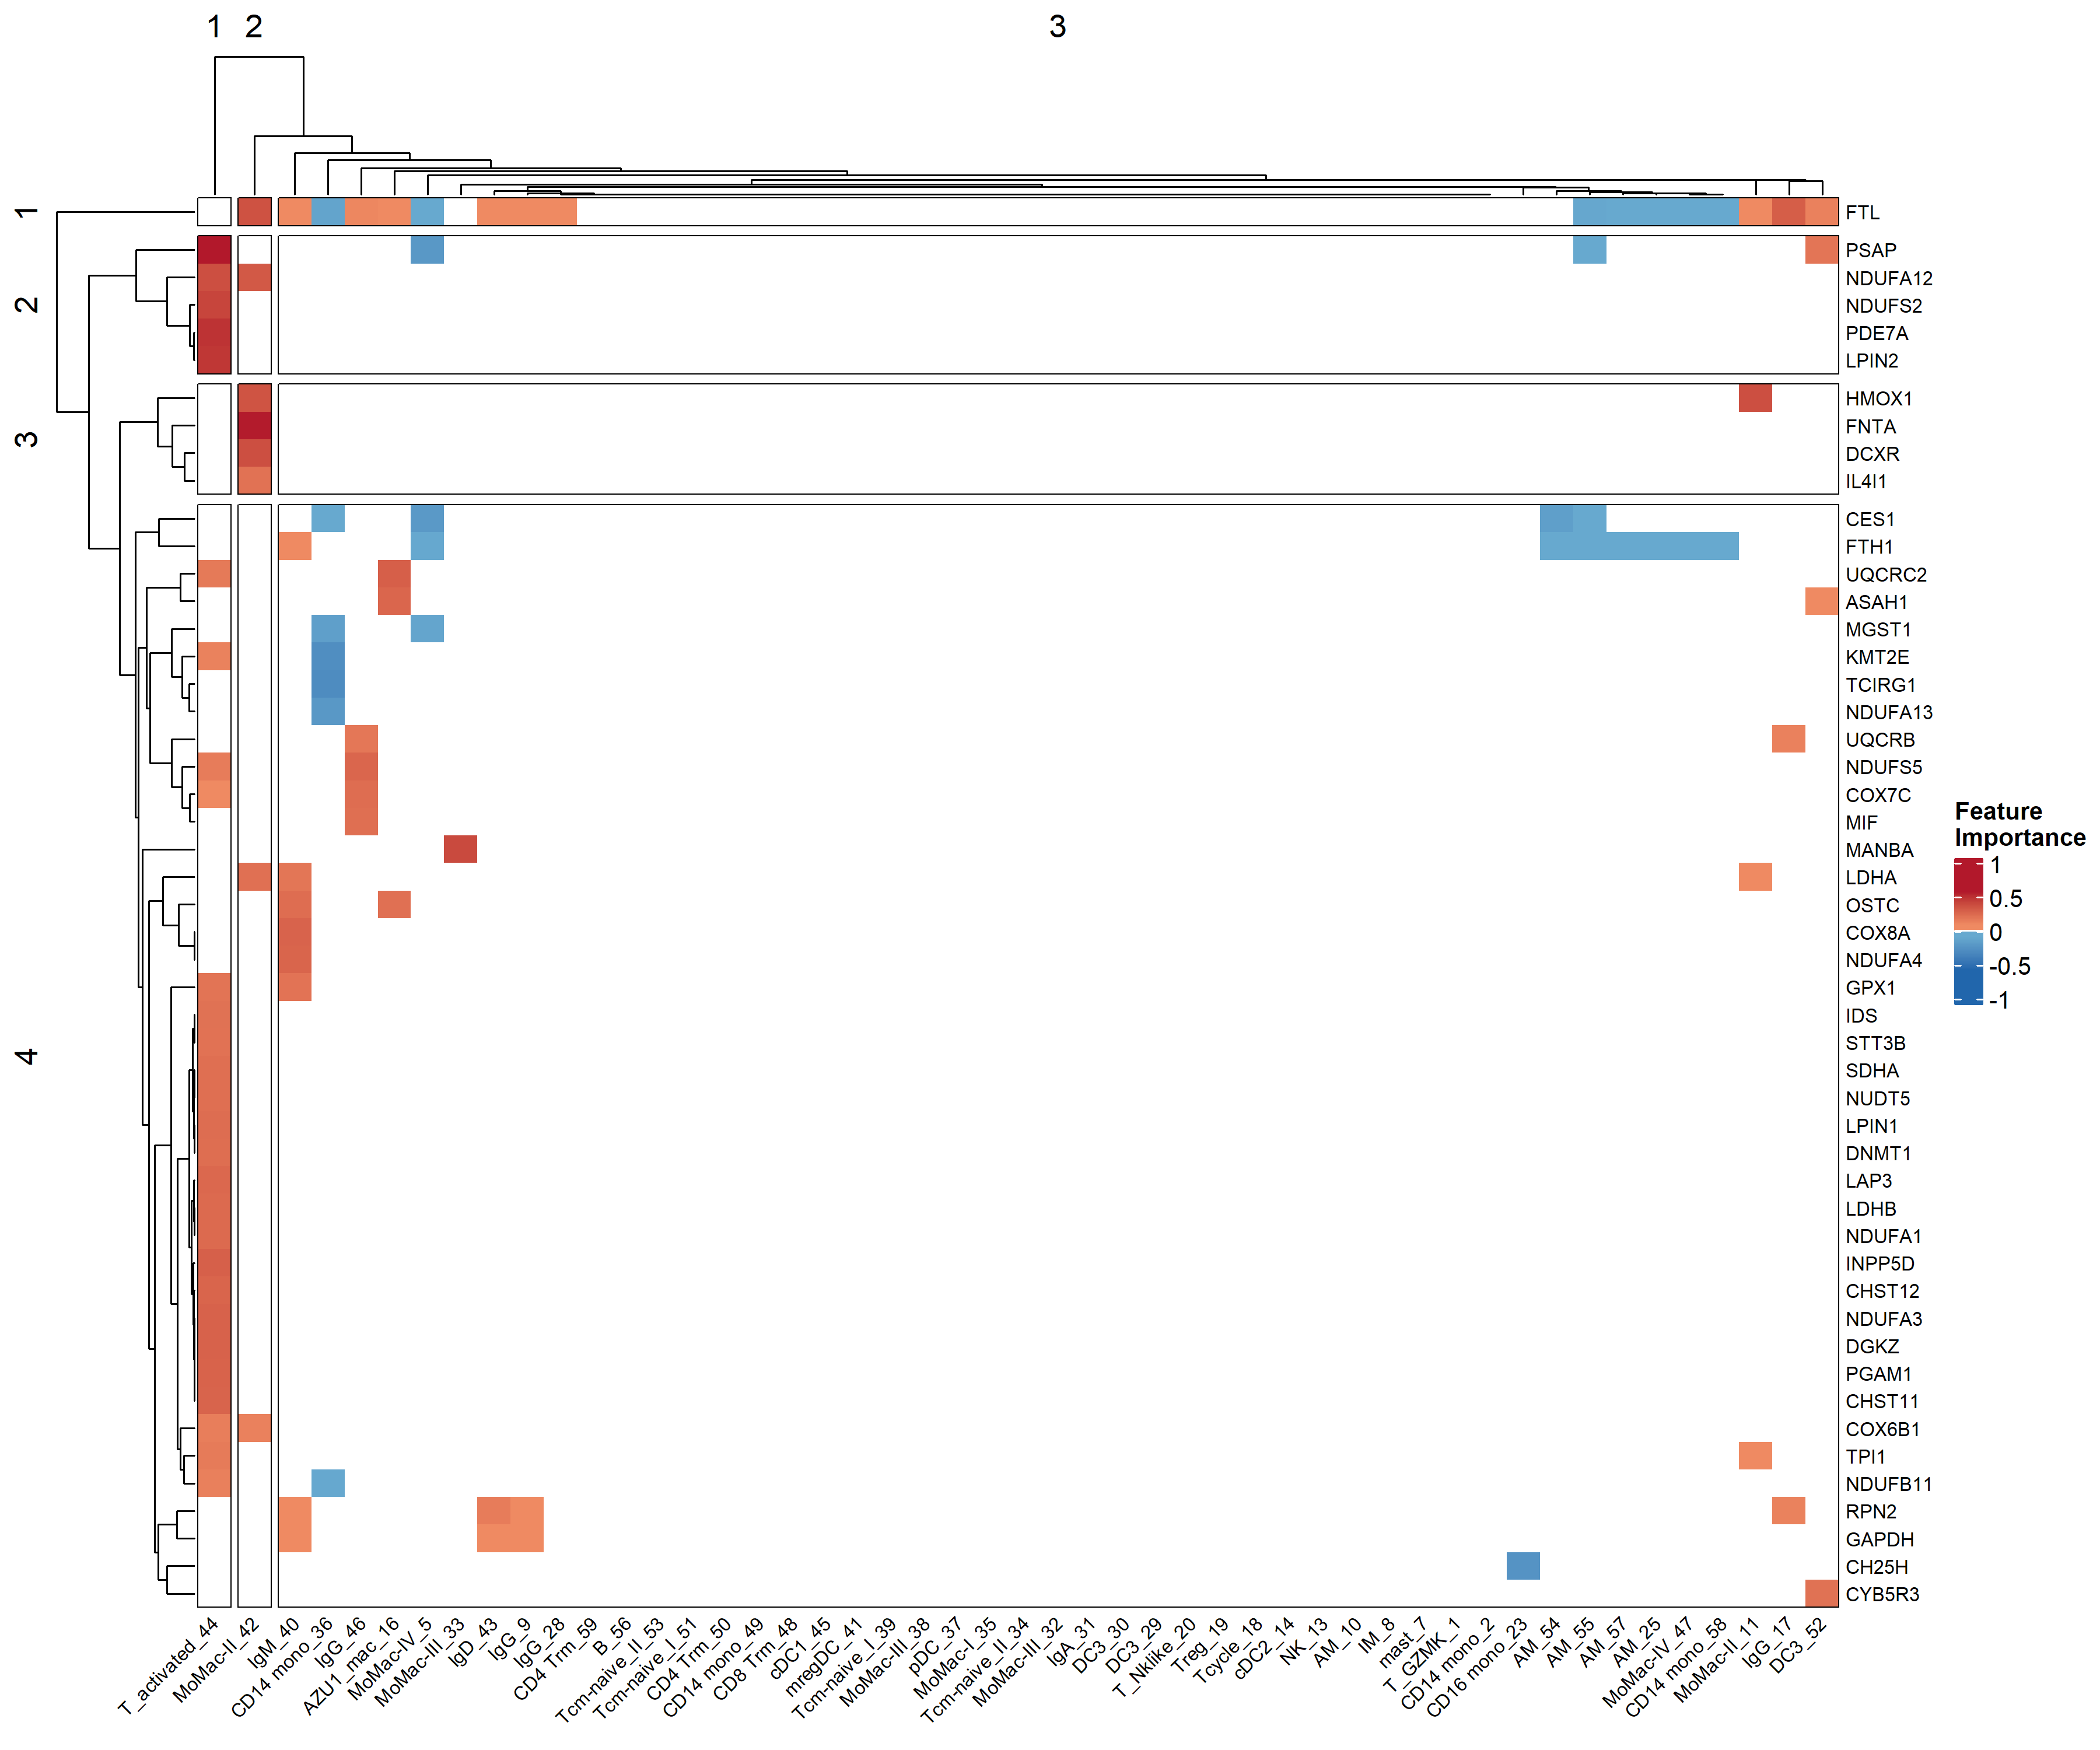 1 2 3
1
2
3
4
FTL
PSAP
NDUFA12
NDUFS2
PDE7A
LPIN2
HMOX1
FNTA
DCXR
IL4I1
CES1
FTH1
UQCRC2
ASAH1
MGST1
KMT2E
TCIRG1
NDUFA13
UQCRB
NDUFS5
COX7C
MIF
MANBA
LDHA
OSTC
COX8A
NDUFA4
GPX1
IDS
STT3B
SDHA
NUDT5
LPIN1
DNMT1
LAP3
LDHB
NDUFA1
INPP5D
CHST12
NDUFA3
DGKZ
PGAM1
CHST11
COX6B1
TPI1
NDUFB11
RPN2
GAPDH
CH25H
CYB5R3
Feature
Importance
1
0.5
0
-0.5
-1
T_activated_44
MoMac-II_42
IgM_40
CD14 mono_36
IgG_46
AZU1_mac_16
MoMac-IV_5
MoMac-III_33
IgD_43
IgG_9
IgG_28
CD4 Trm_59
B_56
Tcm-naive_II_53
Tcm-naive_I_51
CD4 Trm_50
CD14 mono_49
CD8 Trm_48
cDC1_45
mregDC_41
Tcm-naive_I_39
MoMac-III_38
pDC_37
MoMac-I_35
Tcm-naive_II_34
MoMac-III_32
IgA_31
DC3_30
DC3_29
T_Nklike_20
Treg_19
Tcycle_18
cDC2_14
NK_13
AM_10
IM_8
mast_7
T_GZMK_1
CD14 mono_2
CD16 mono_23
AM_54
AM_55
AM_57
AM_25
MoMac-IV_47
CD14 mono_58
MoMac-II_11
IgG_17
DC3_52